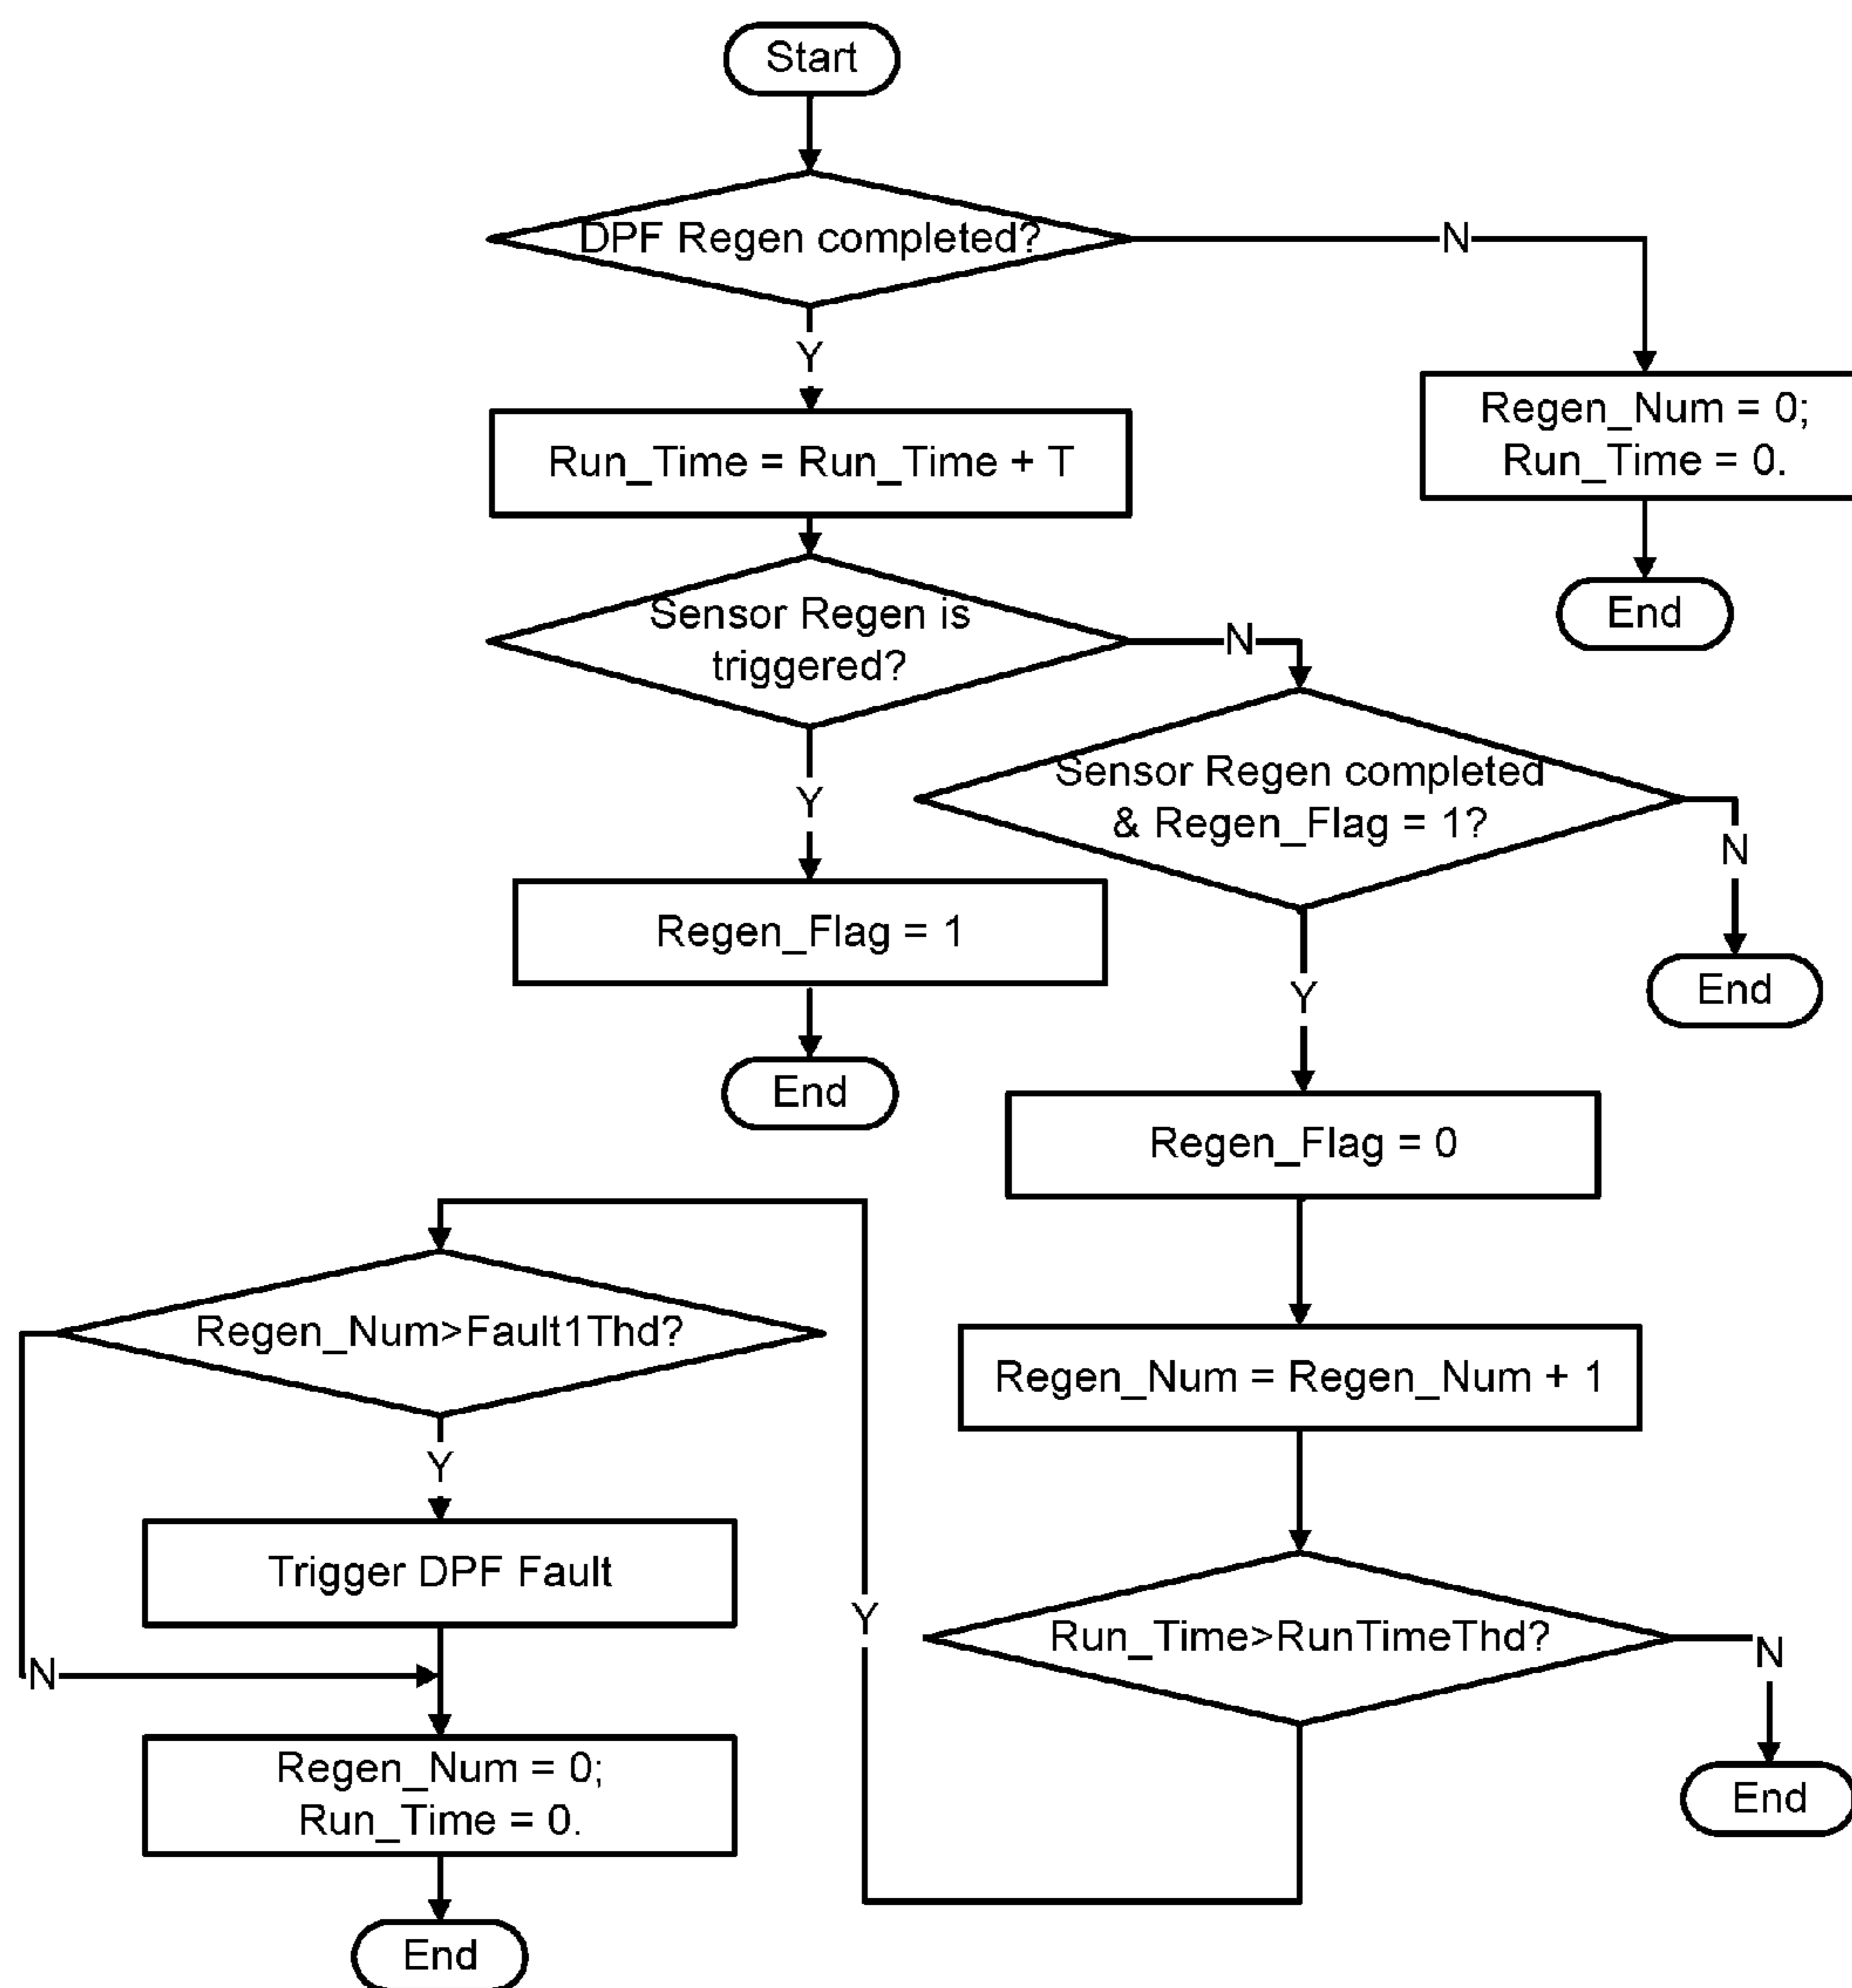 Start
DPF Regen completed?
N
Y
Regen_Num = 0;
Run_Time = 0.
Run_Time = Run_Time + T
End
Sensor Regen is
triggered?
N
Sensor Regen completed
& Regen_Flag = 1?
Y
N
Regen_Flag = 1
End
Y
End
Regen_Flag = 0
Regen_Num>Fault1Thd?
Regen_Num = Regen_Num + 1
Y
Trigger DPF Fault
Y
Run_Time>RunTimeThd?
N
N
Regen_Num = 0;
Run_Time = 0.
End
End